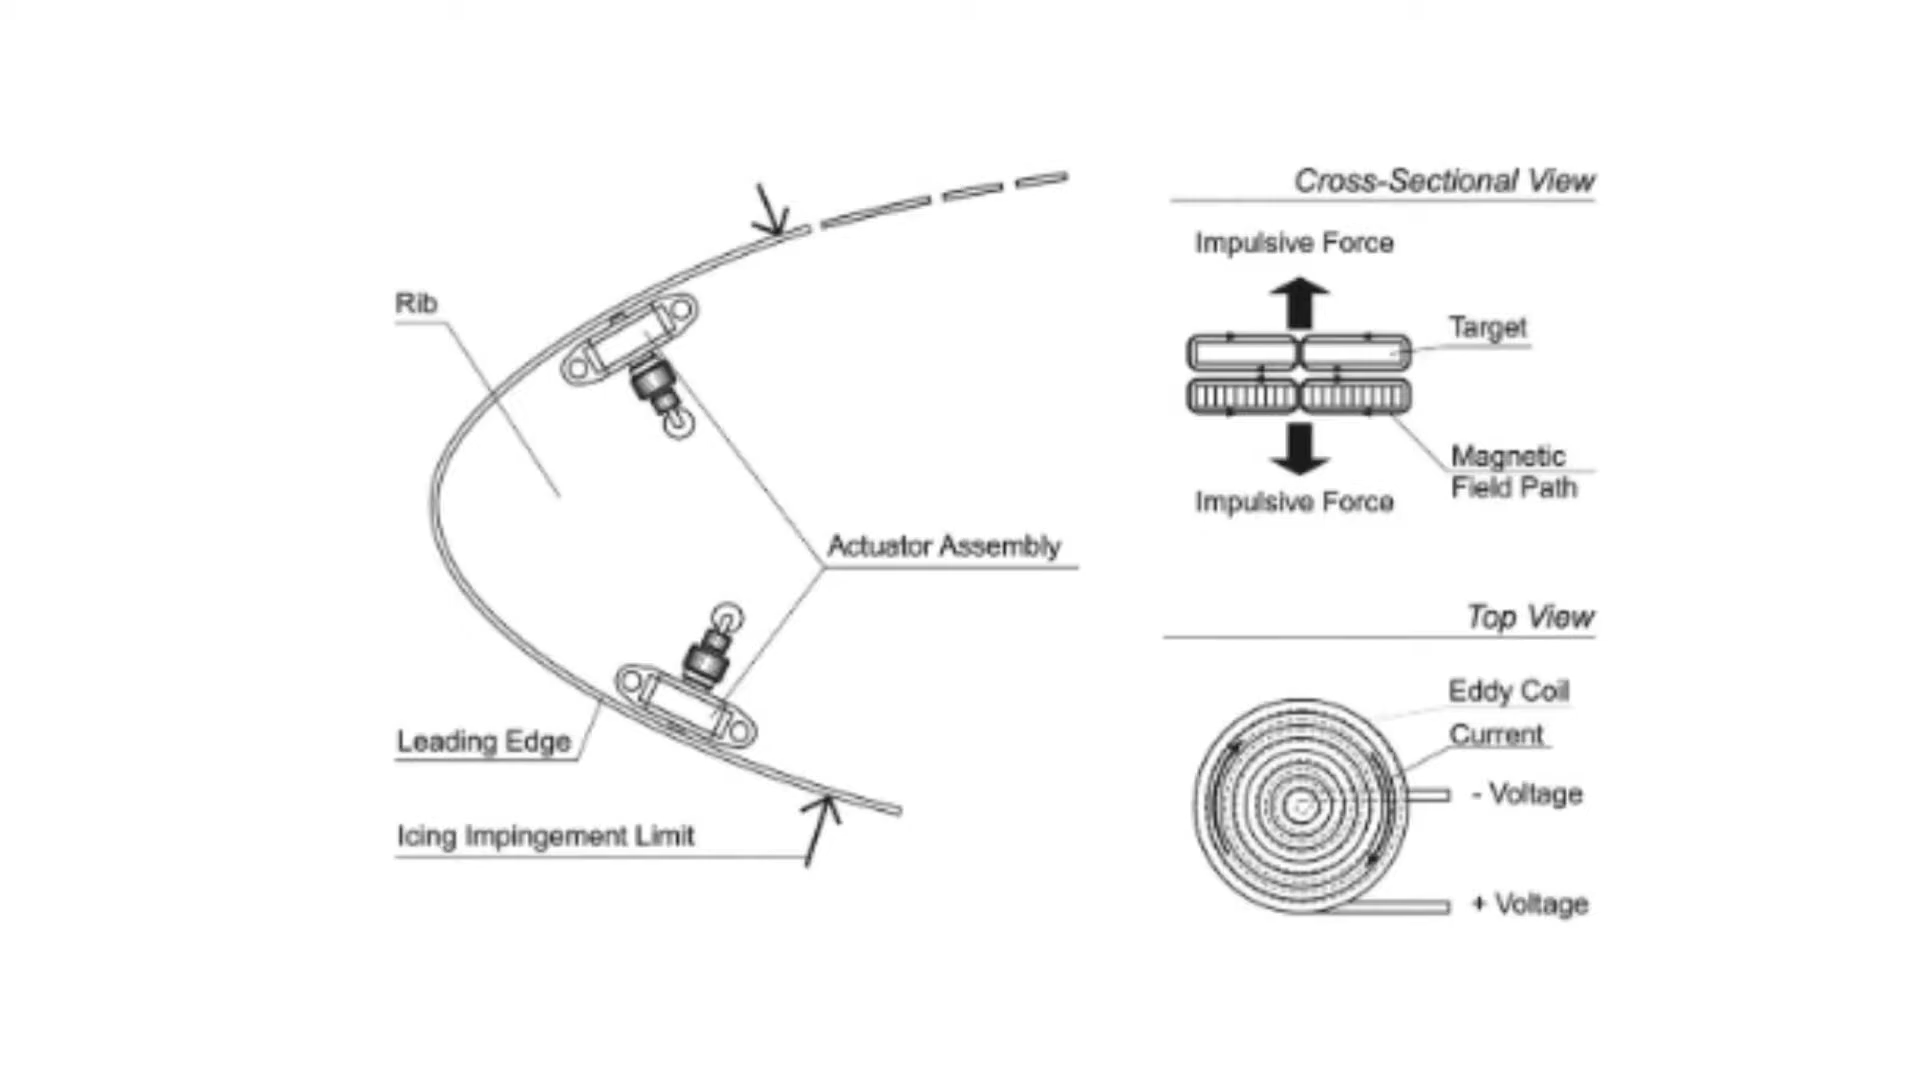 Rib
Actuator Assembly
Leading Edge
Icing Impingement Limit
Cross-Sectional View
Impulsive Force
Target
Magnetic
Field Path
Impulsive Force
Top View
Eddy Coil
Current
- Voltage
+ Voltage